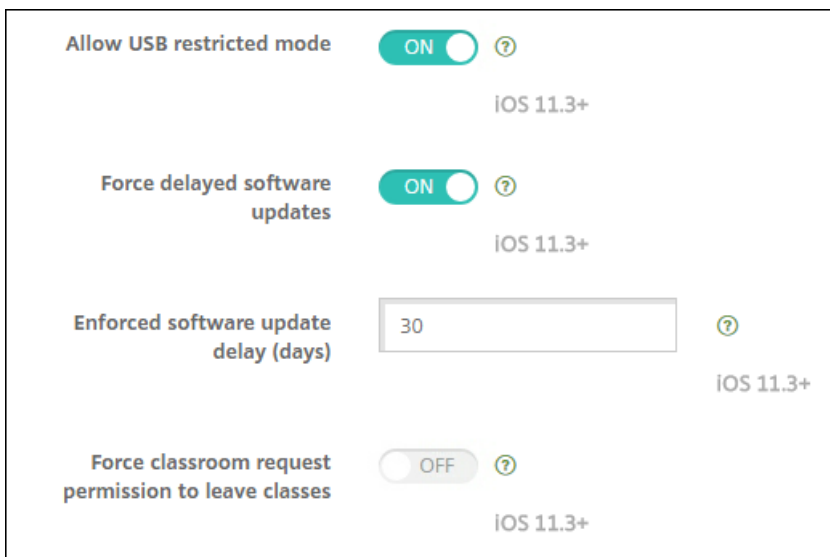 Allow USB restricted mode ON ?
iOS 11.3+
Force delayed software ON ?
updates
iOS 11.3+
Enforced software update 30 ?
delay (days)
iOS 11.3+
Force classroom request OFF ?
permission to leave classes
iOS 11.3+